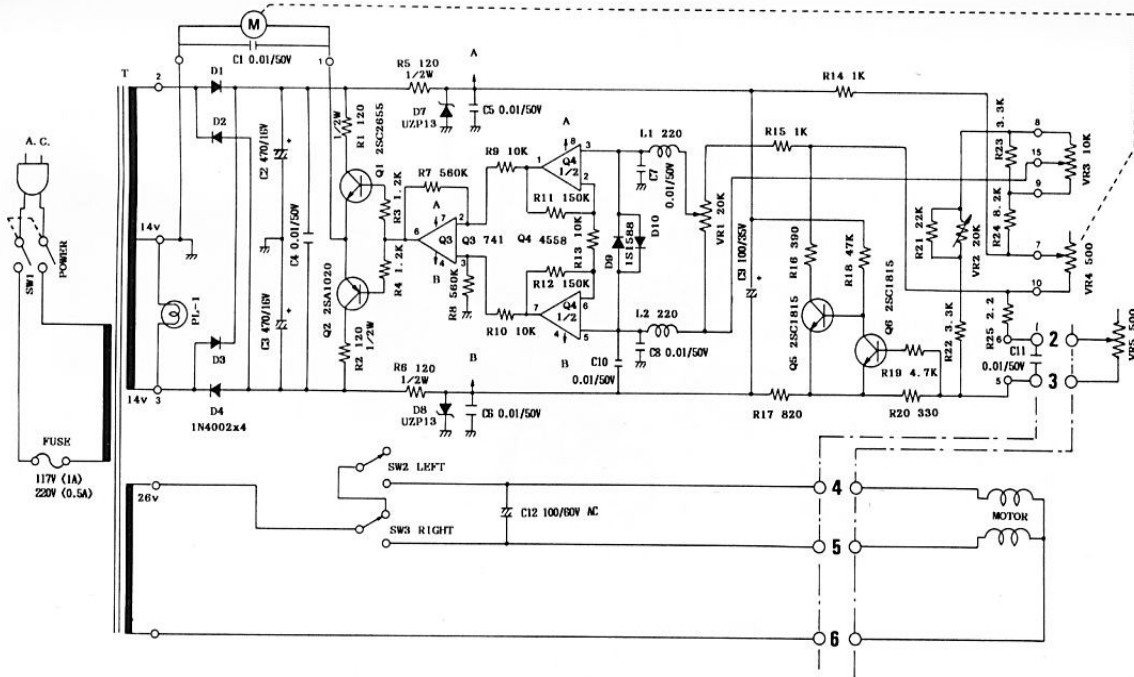 M
C1 0.01/50V
T
2
1
D1
D2
A. C.
C2 470/16V
C4 0.01/50V
C3 470/16V
14v
SW1
POWER
PL-1
D3
D4
1N4002x4
14v
3
FUSE
117V (1A)
220V (0.5A)
R1 120
1/2W
Q1 2SC2655
R3 1.2K
R4 1.2K
Q2 2SA1020
R2 120
1/2W
R5 120
1/2W
D7
UZP13
A
C5 0.01/50V
R6 120
1/2W
D8
UZP13
B
C6 0.01/50V
R7 560K
A
7
2
6
Q3
Q3 741
4
3
B
R8 560K
R9 10K
R10 10K
A
8
1
Q4
1/2
3
2
R11 150K
Q4 4558
R13 10K
R12 150K
7
Q4
1/2
6
5
4
B
L1 220
C7
0.01/50V
D9
1S1588
D10
L2 220
C8 0.01/50V
C10
0.01/50V
VR1 20K
C9 100/35V
R14 1K
R15 1K
R16 390
R18 47K
Q5 2SC1815
Q6 2SC1815
R19 4.7K
R17 820
R20 330
R21 22K
VR2
20K
R22 3.3K
R23 3.3K
R24 8.2K
8
15
9
7
10
VR3 10K
VR4 500
R25 2.2
6
5
C11
0.01/50V
2
3
VR5 500
26v
SW2 LEFT
SW3 RIGHT
C12 100/60V AC
4
5
6
MOTOR